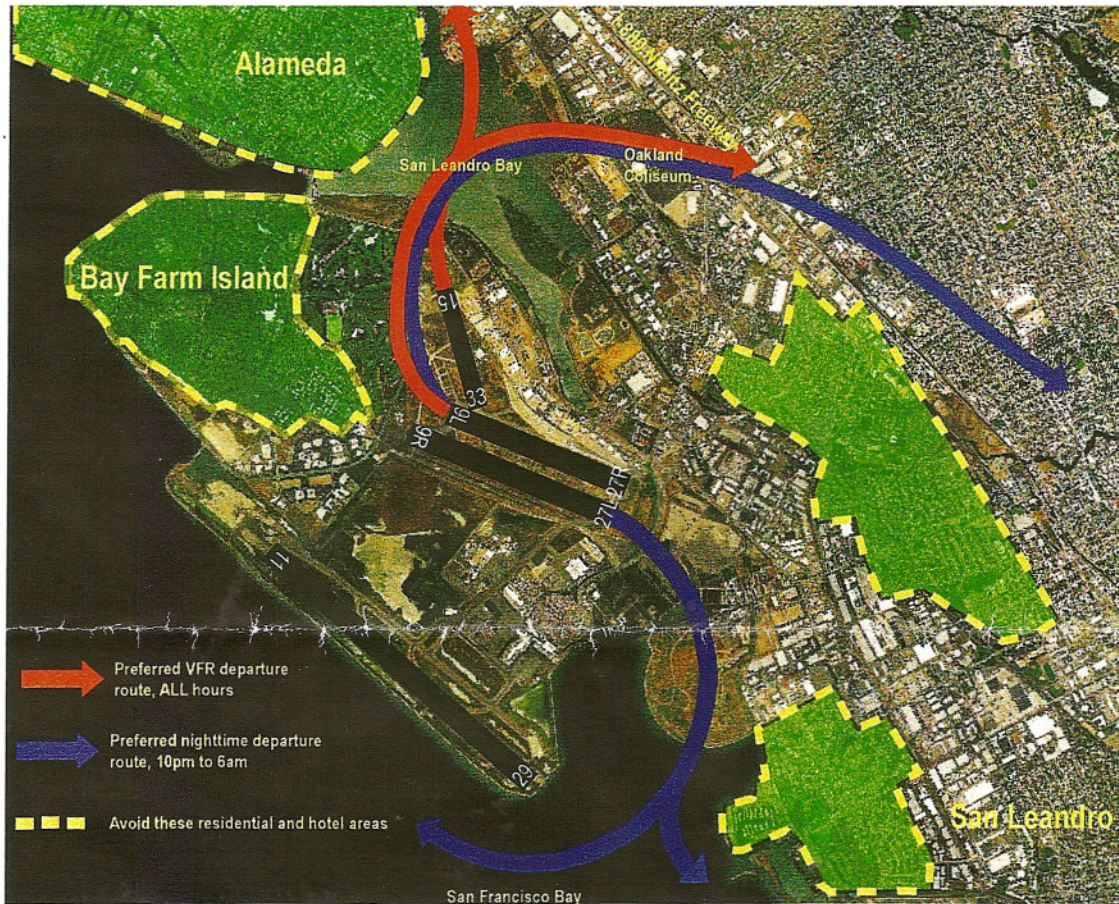 Alameda
I-880 Nimitz Freeway
San Leandro Bay
Oakland
Coliseum
Bay Farm Island
15
33
9L
9R
27R
27L
11
29
Preferred VFR departure
route, ALL hours
Preferred nighttime departure
route, 10pm to 6am
Avoid these residential and hotel areas
San Leandro
San Francisco Bay